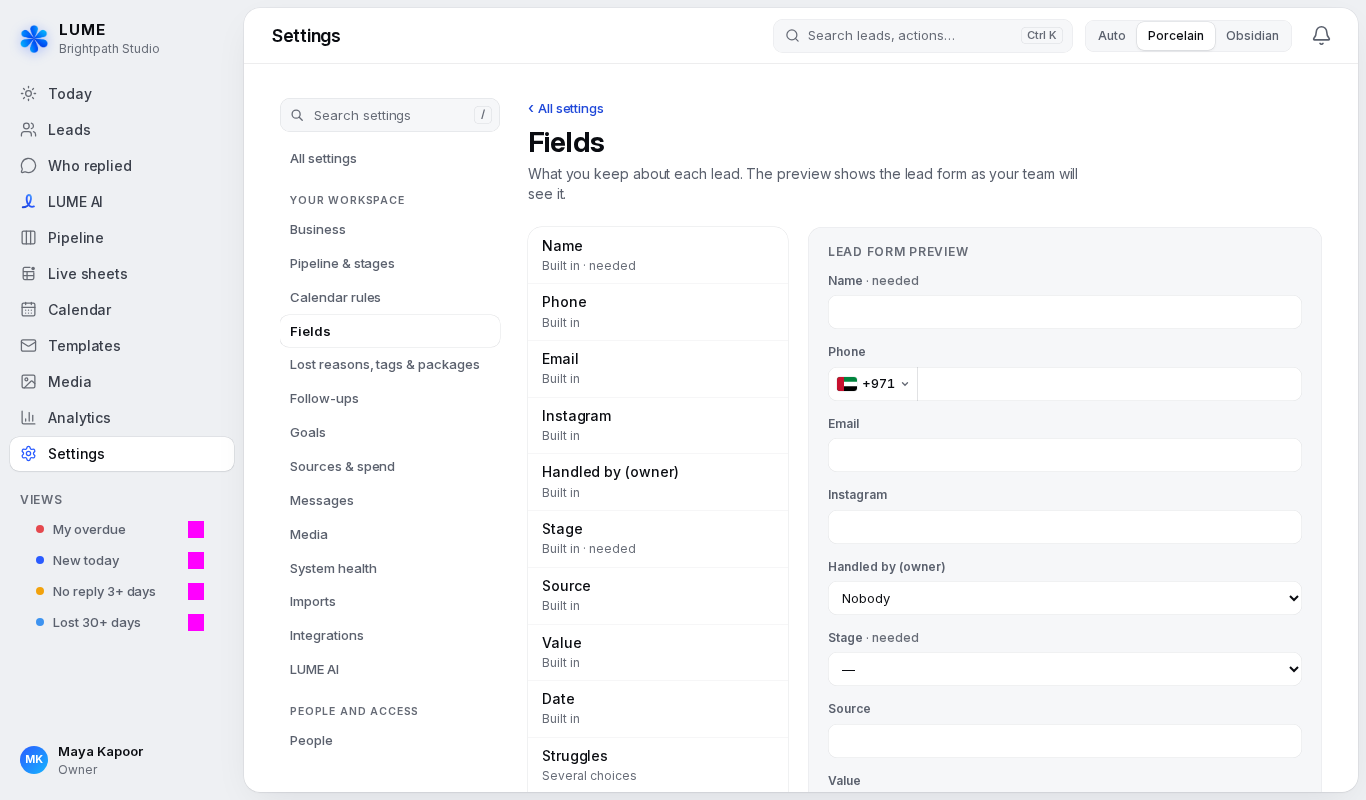 LUME
Brightpath Studio
Today
Leads
Who replied
LUME AI
Pipeline
Live sheets
Calendar
Templates
Media
Analytics
Settings
VIEWS
My overdue
New today
No reply 3+ days
Lost 30+ days
MK
Maya Kapoor
Owner
Settings
Search leads, actions…
Ctrl K
Auto
Porcelain
Obsidian
Search settings
/
All settings
YOUR WORKSPACE
Business
Pipeline & stages
Calendar rules
Fields
Lost reasons, tags & packages
Follow-ups
Goals
Sources & spend
Messages
Media
System health
Imports
Integrations
LUME AI
PEOPLE AND ACCESS
People
‹ All settings
Fields
What you keep about each lead. The preview shows the lead form as your team will
see it.
Name
Built in · needed
Phone
Built in
Email
Built in
Instagram
Built in
Handled by (owner)
Built in
Stage
Built in · needed
Source
Built in
Value
Built in
Date
Built in
Struggles
Several choices
LEAD FORM PREVIEW
Name · needed
Phone
+971
Email
Instagram
Handled by (owner)
Nobody
Stage · needed
—
Source
Value